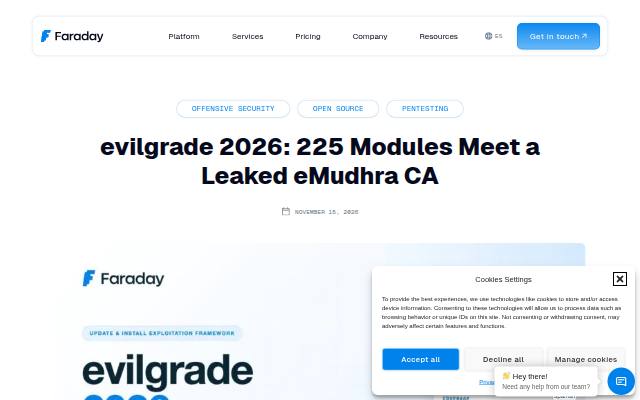 Faraday
Platform
Services
Pricing
Company
Resources
ES
Get in touch
OFFENSIVE SECURITY
OPEN SOURCE
PENTESTING
evilgrade 2026: 225 Modules Meet a
Leaked eMudhra CA
NOVEMBER 15, 2026
Faraday
UPDATE & INSTALL EXPLOITATION FRAMEWORK
evilgrade
Cookies Settings
To provide the best experiences, we use technologies like cookies to store and/or access
device information. Consenting to these technologies will allow us to process data such as
browsing behavior or unique IDs on this site. Not consenting or withdrawing consent, may
adversely affect certain features and functions.
Accept all
Decline all
Manage cookies
Hey there!
Need any help from our team?